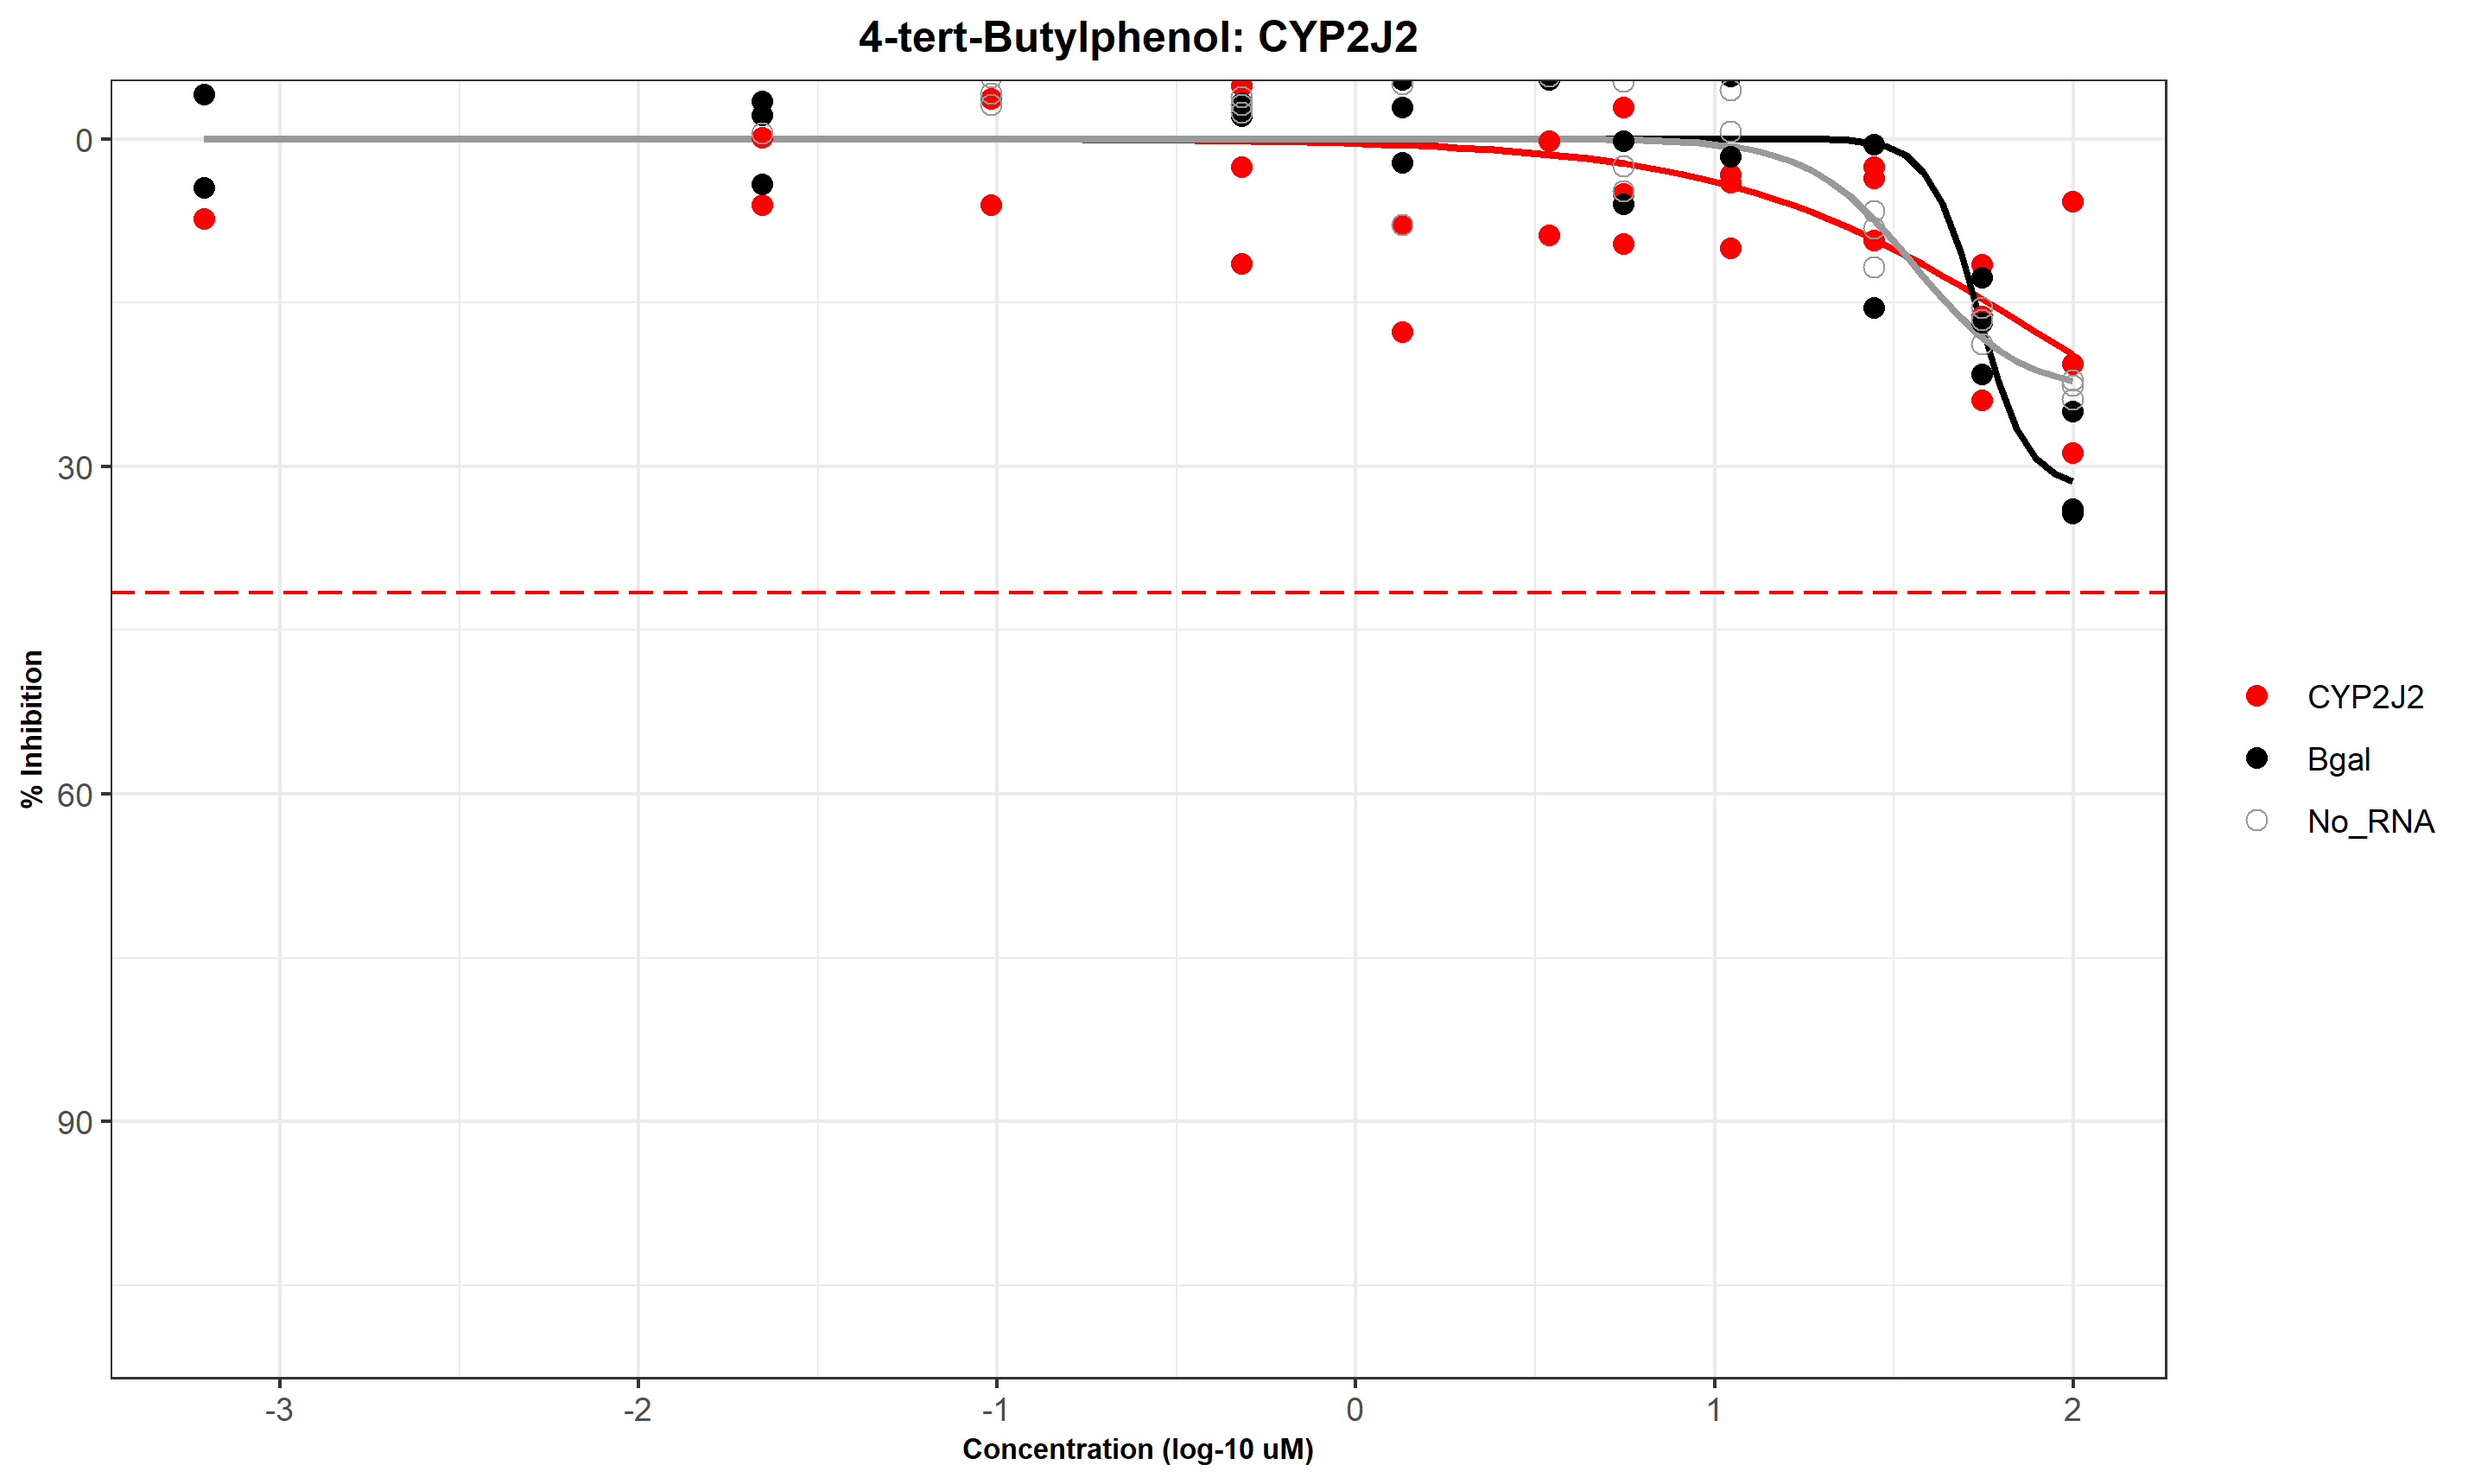 4-tert-Butylphenol: CYP2J2
% Inhibition
0
30
60
90
-3
-2
-1
0
1
2
Concentration (log-10 uM)
CYP2J2
Bgal
No_RNA